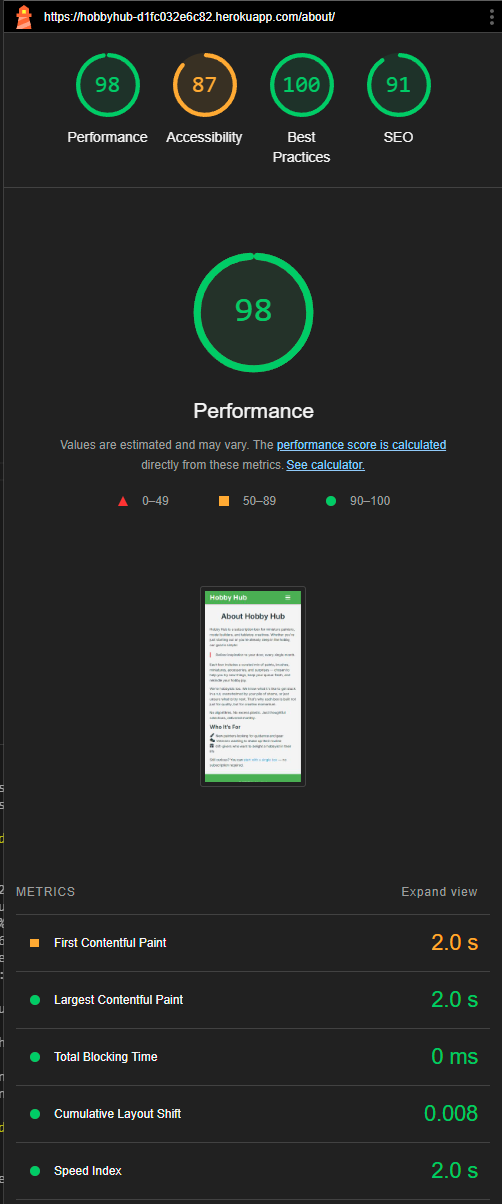 https://hobbyhub-d1fc032e6c82.herokuapp.com/about/
98
87
100
91
Performance
Accessibility
Best
Practices
SEO
98
Performance
Values are estimated and may vary. The performance score is calculated
directly from these metrics. See calculator.
0–49
50–89
90–100
Hobby Hub
About Hobby Hub
Who It's For
METRICS
Expand view
First Contentful Paint
2.0 s
Largest Contentful Paint
2.0 s
Total Blocking Time
0 ms
Cumulative Layout Shift
0.008
Speed Index
2.0 s